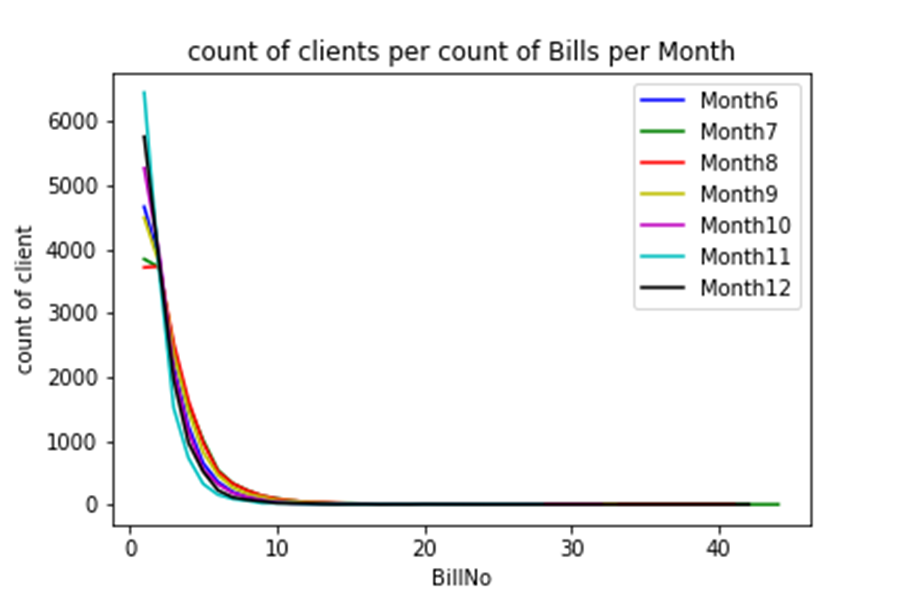 count of clients per count of Bills per Month
Month6
Month7
Month8
Month9
Month10
Month11
Month12
count of client
6000
5000
4000
3000
2000
1000
0
0 10 20 30 40
BillNo